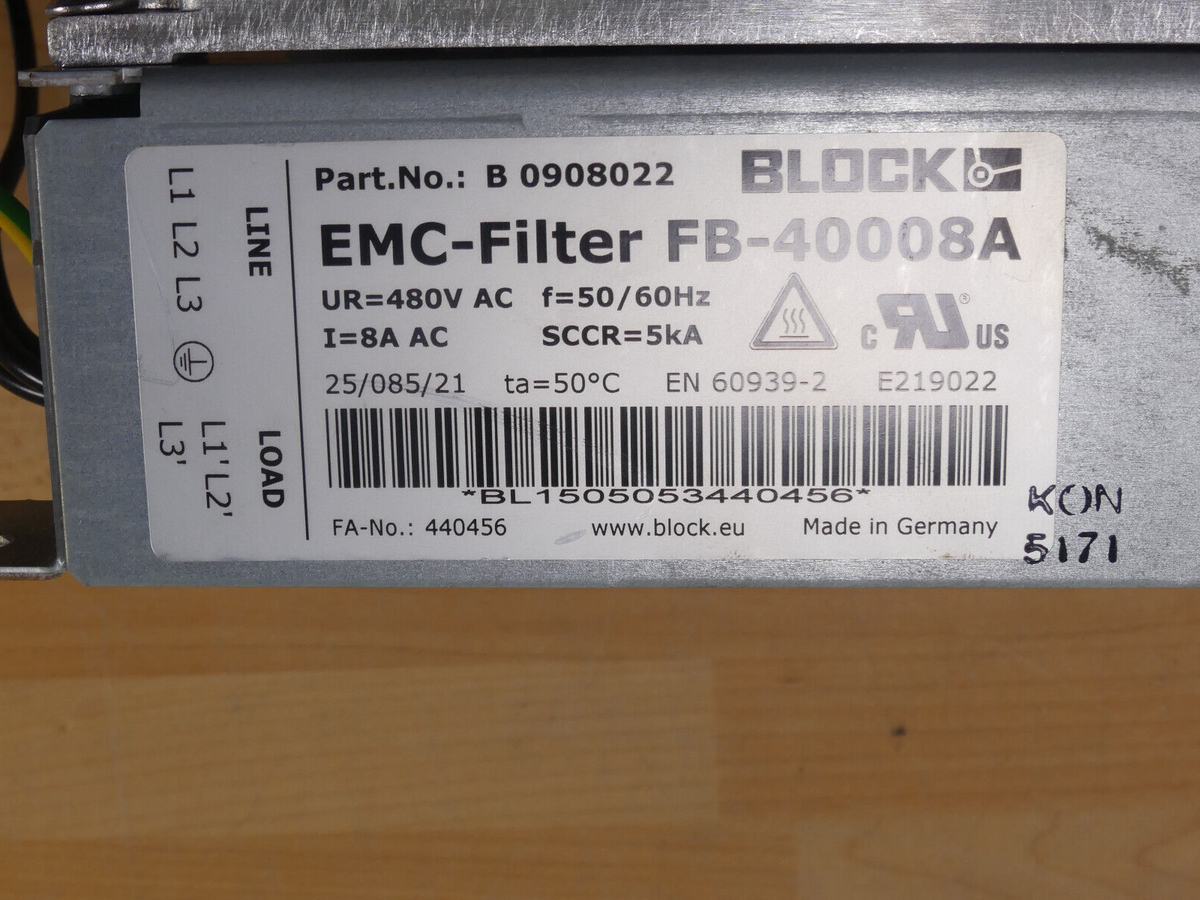 L1 L2 L3
LINE
L1'L2'
L3'
LOAD
Part.No.: B 0908022
BLOCK
EMC-Filter FB-40008A
UR=480V AC f=50/60Hz
I=8A AC SCCR=5kA
c RU ® US
25/085/21 ta=50°C EN 60939-2 E219022
*BL1505053440456*
FA-No.: 440456 www.block.eu Made in Germany
KON
5171